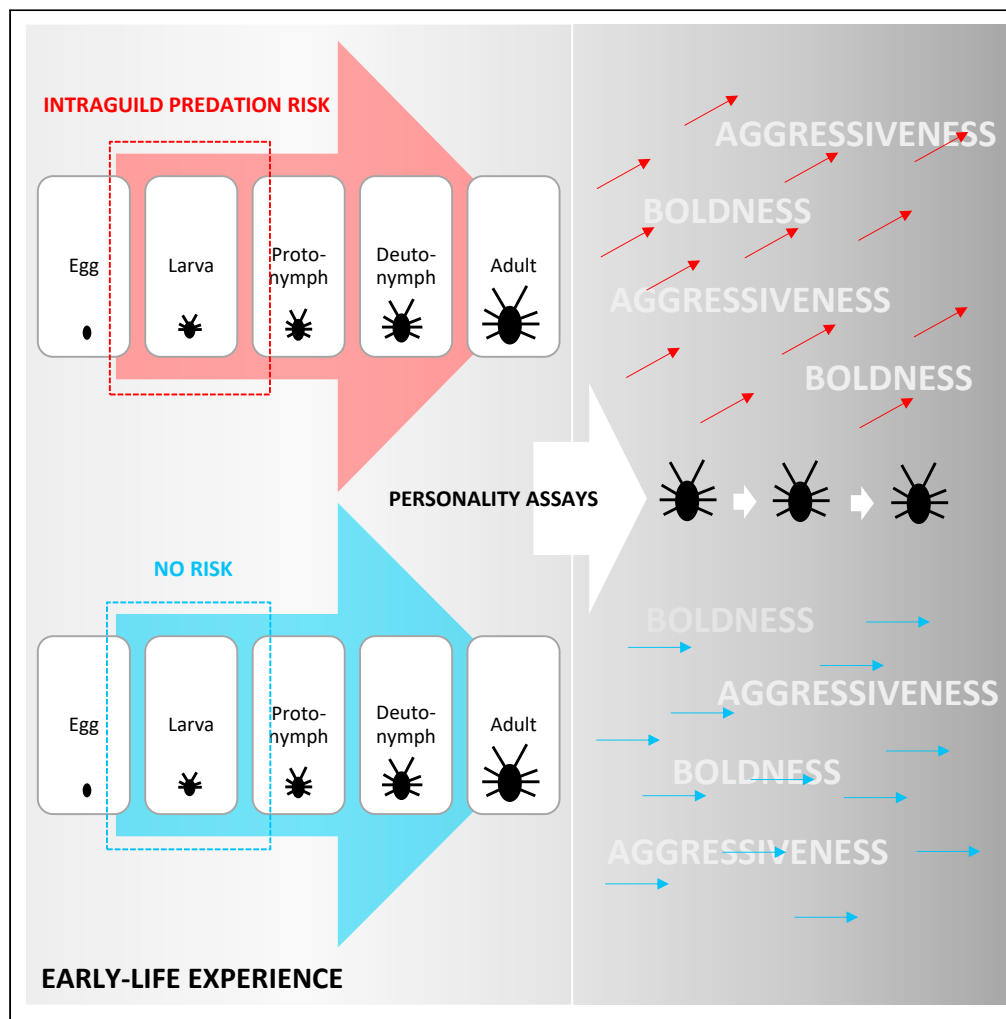 INTRAGUILD PREDATION RISK
Egg
Larva
Proto-
nymph
Deuto-
nymph
Adult
AGGRESSIVENESS
BOLDNESS
AGGRESSIVENESS
BOLDNESS
PERSONALITY ASSAYS
NO RISK
Egg
Larva
Proto-
nymph
Deuto-
nymph
Adult
BOLDNESS
AGGRESSIVENESS
BOLDNESS
AGGRESSIVENESS
EARLY-LIFE EXPERIENCE